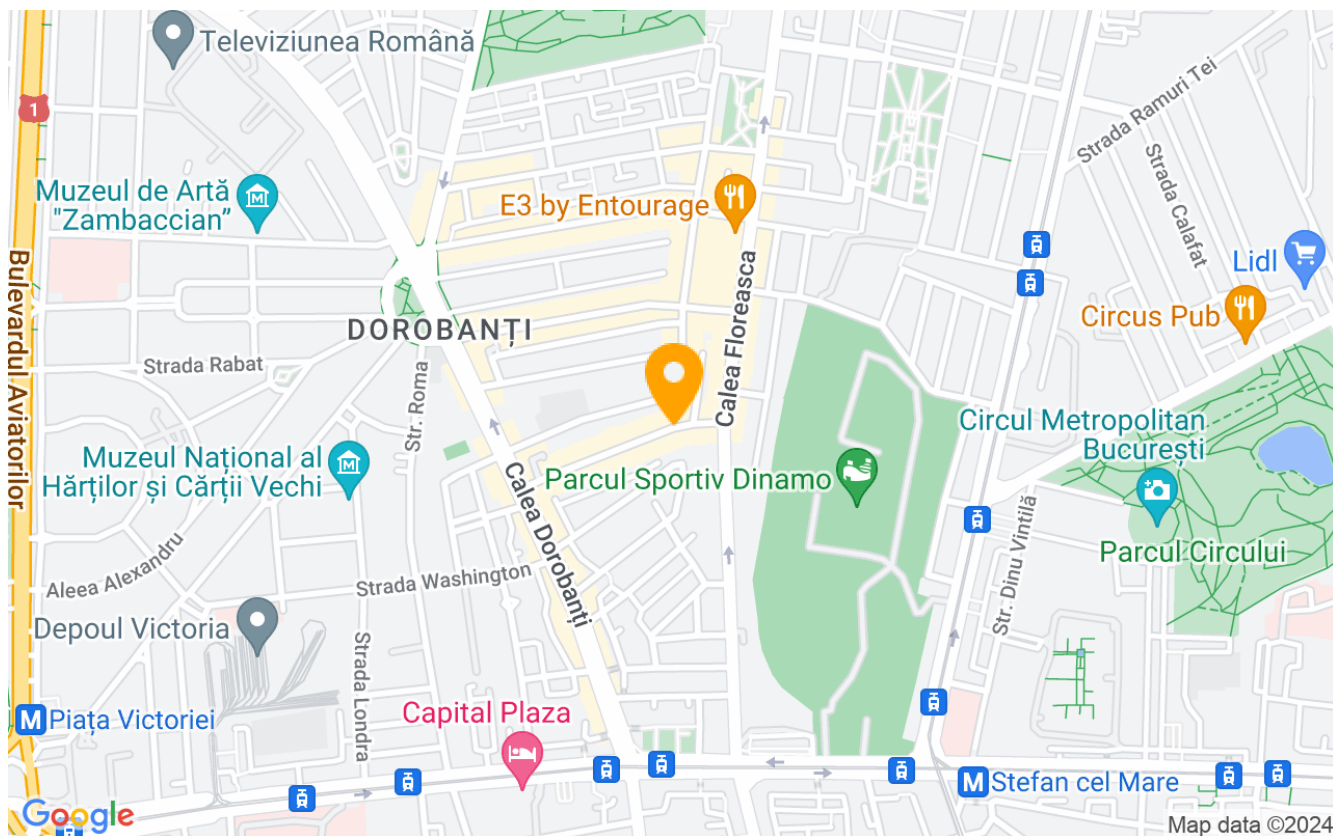 Televiziunea Română
1
Strada Ramuri Tei
Strada Calafat
Muzeul de Artă
"Zambaccian”
E3 by Entourage
Lidl
Bulevardul Aviatorilor
Calea Floreasca
Circus Pub
DOROBANȚI
Strada Rabat
Str. Roma
Circul Metropolitan
București
Muzeul Național al
Hărților și Cărții Vechi
Parcul Sportiv Dinamo
Calea Dorobanți
Str. Dinu Vintilă
Parcul Circului
Aleea Alexandru
Strada Washington
Depoul Victoria
Strada Londra
M Piața Victoriei
Capital Plaza
M Stefan cel Mare
Google
Map data ©2024